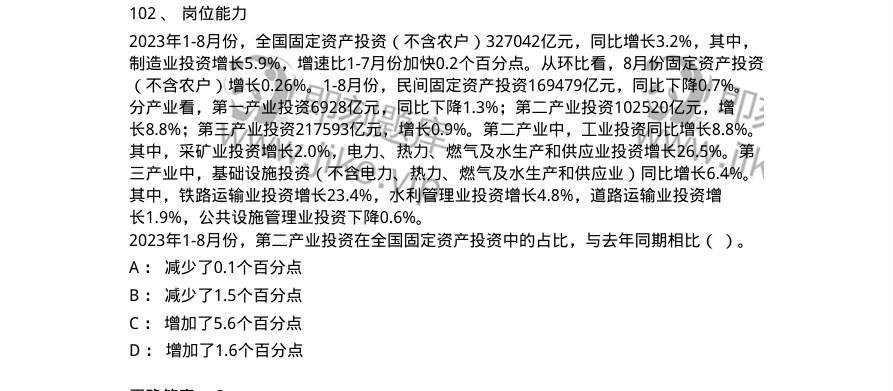 102 、 岗位能力
2023年1-8月份，全国固定资产投资（不含农户）327042亿元，同比增长3.2%，其中，
制造业投资增长5.9%，增速比1-7月份加快0.2个百分点。从环比看，8月份固定资产投资
（不含农户）增长0.26%。1-8月份，民间固定资产投资169479亿元，同比下降0.7%。
分产业看，第一产业投资6928亿元，同比下降1.3%；第二产业投资102520亿元，增
长8.8%；第三产业投资217593亿元，增长0.9%。第二产业中，工业投资同比增长8.8%。
其中，采矿业投资增长2.0%，电力、热力、燃气及水生产和供应业投资增长26.5%。第
三产业中，基础设施投资（不含电力、热力、燃气及水生产和供应业）同比增长6.4%。
其中，铁路运输业投资增长23.4%，水利管理业投资增长4.8%，道路运输业投资增
长1.9%，公共设施管理业投资下降0.6%。
2023年1-8月份，第二产业投资在全国固定资产投资中的占比，与去年同期相比（ ）。
A ： 减少了0.1个百分点
B ： 减少了1.5个百分点
C ： 增加了5.6个百分点
D ： 增加了1.6个百分点